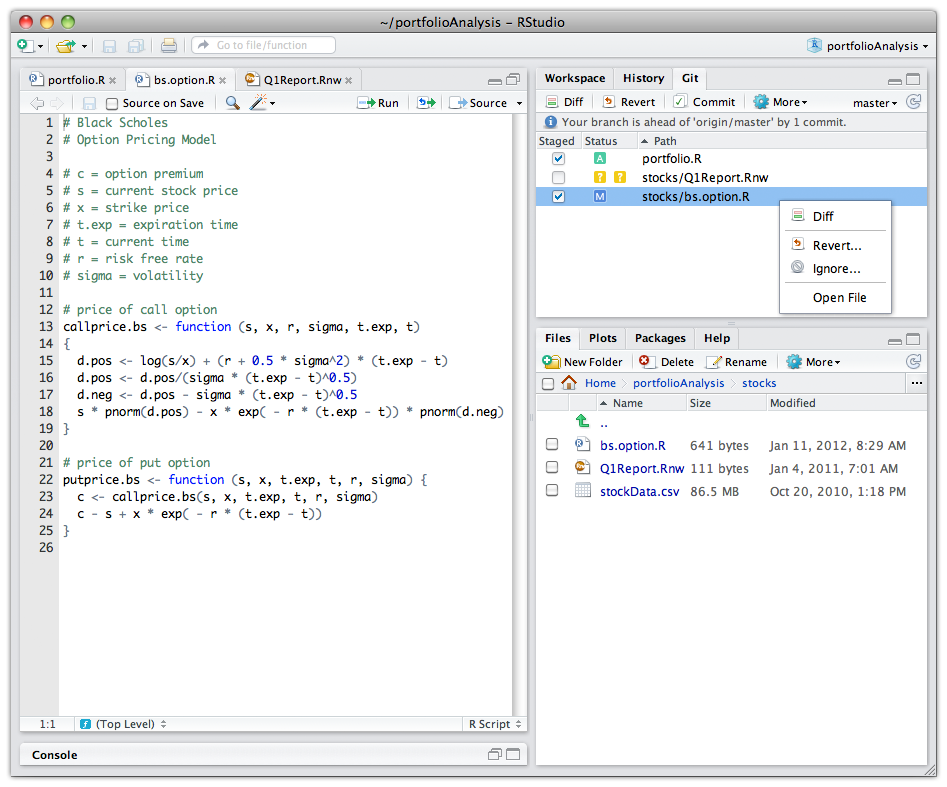 ~/portfolioAnalysis – RStudio
Go to file/function
portfolioAnalysis
portfolio.R
bs.option.R
Q1Report.Rnw
Source on Save
Run
Source
1 # Black Scholes
2 # Option Pricing Model
3
4 # c = option premium
5 # s = current stock price
6 # x = strike price
7 # t.exp = expiration time
8 # t = current time
9 # r = risk free rate
10 # sigma = volatility
11
12 # price of call option
13 callprice.bs <- function (s, x, r, sigma, t.exp, t)
14 {
15 d.pos <- log(s/x) + (r + 0.5 * sigma^2) * (t.exp - t)
16 d.pos <- d.pos/(sigma * (t.exp - t)^0.5)
17 d.neg <- d.pos - sigma * (t.exp - t)^0.5
18 s * pnorm(d.pos) - x * exp( - r * (t.exp - t)) * pnorm(d.neg)
19 }
20
21 # price of put option
22 putprice.bs <- function (s, x, t.exp, t, r, sigma) {
23 c <- callprice.bs(s, x, t.exp, t, r, sigma)
24 c - s + x * exp( - r * (t.exp - t))
25 }
26
1:1
(Top Level)
R Script
Console
Workspace History Git
Diff Revert Commit More master
Your branch is ahead of 'origin/master' by 1 commit.
Staged Status Path
A portfolio.R
? ? stocks/Q1Report.Rnw
M stocks/bs.option.R
Diff
Revert...
Ignore...
Open File
Files Plots Packages Help
New Folder Delete Rename More
Home portfolioAnalysis stocks ...
Name Size Modified
..
bs.option.R 641 bytes Jan 11, 2012, 8:29 AM
Q1Report.Rnw 111 bytes Jan 4, 2011, 7:01 AM
stockData.csv 86.5 MB Oct 20, 2010, 1:18 PM